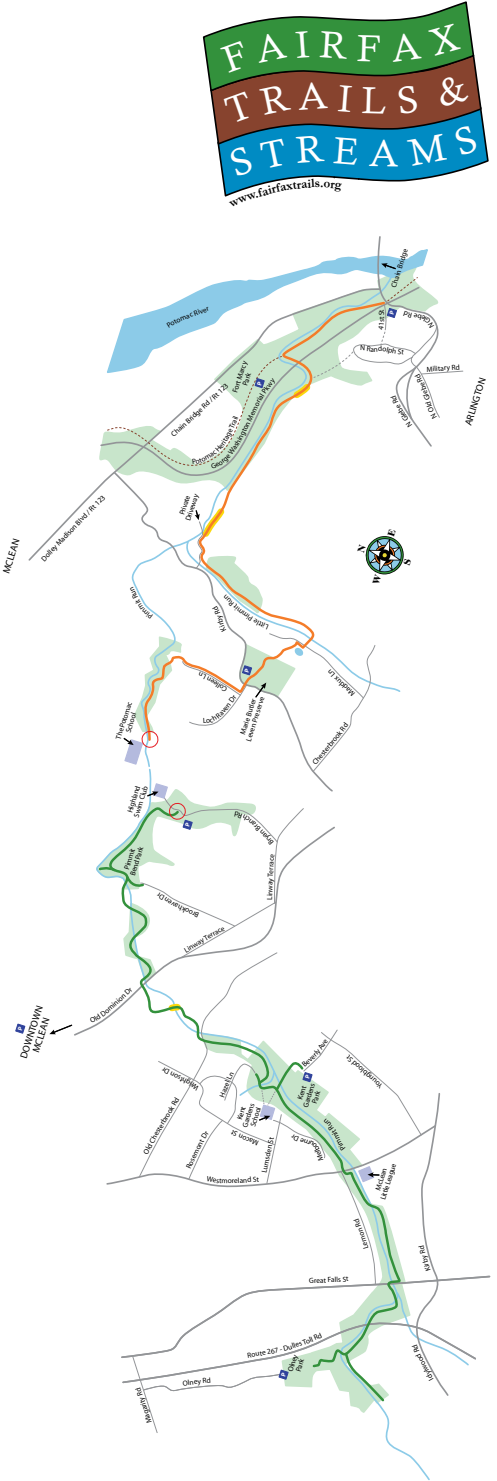 FAIRFAX
TRAILS &
STREAMS
www.fairfaxtrails.org
Chain Bridge
Potomac River
41st St
N Glebe Rd
N Randolph St
Military Rd
Fort Marcy
Park
P
N Glebe Rd
N Old Glebe Rd
ARLINGTON
Chain Bridge Rd / Rt 123
George Washington Memorial Pkwy
Potomac Heritage Trail
Private
Driveway
Dolley Madison Blvd / Rt 123
MCLEAN
N
E
S
W
Pimmit Run
Kirby Rd
Little Pimmit Run
P
Colleen Ln
Loch Raven Dr
Marie Butler
Leven Preserve
Maddux Ln
Chesterbrook Rd
The Potomac
School
Highland
Swim Club
P
Bryan Branch Rd
Pimmit
Bend Park
Linway Terrace
Brookhaven Dr
Linway Terrace
Old Dominion Dr
P
DOWNTOWN
MCLEAN
Beverly Ave
Youngblood St
P
Weighson Dr
Hazel Ln
Kent
Gardens
Park
Kent
Gardens
School
Old Chesterbrook Rd
Macon St
Rosemont Dr
Lumsden St
Melbourne Dr
Pimmit Run
Westmoreland St
McLean
Little League
Lemon Rd
Kirby Rd
Great Falls St
Route 267 - Dulles Toll Rd
Idylwood Rd
Olney
Park
P
Olney Rd
Magarity Rd